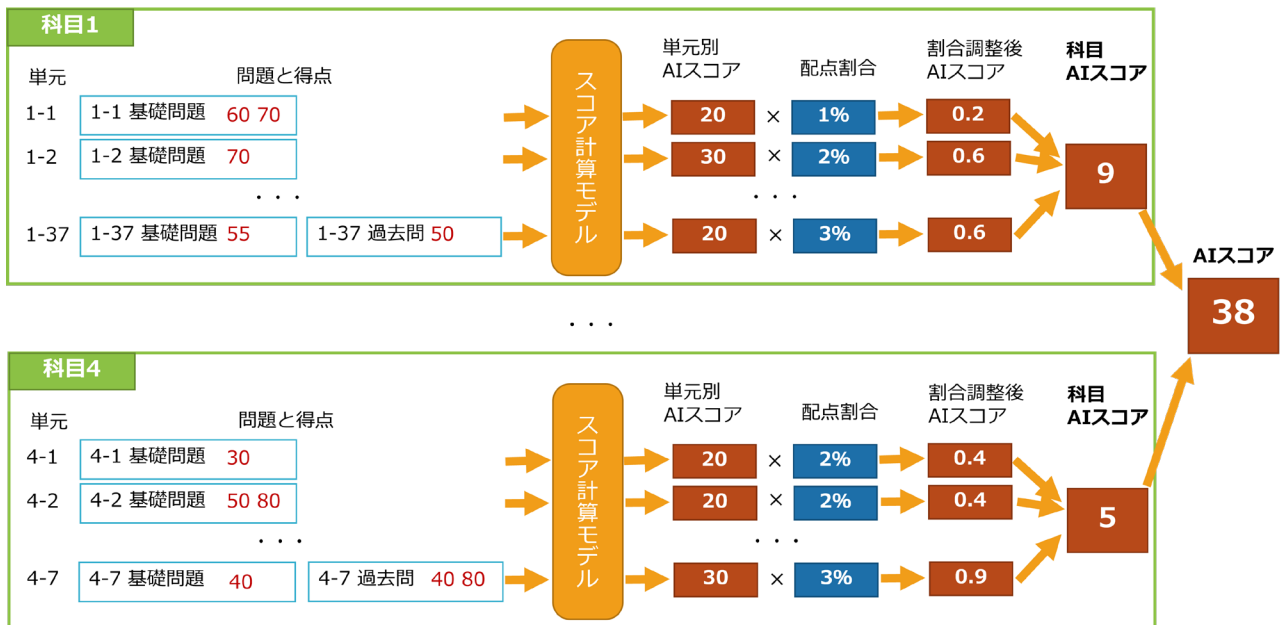 科目1
単元
問題と得点
単元別
AIスコア
配点割合
割合調整後
AIスコア
科目
AIスコア
1-1 1-1 基礎問題 60 70 20 × 1% 0.2
1-2 1-2 基礎問題 70 30 × 2% 0.6
スコア計算モデル
9
・・・ ・・・
1-37 1-37 基礎問題 55 1-37 過去問 50 20 × 3% 0.6
AIスコア
38
・・・
科目4
単元
問題と得点
単元別
AIスコア
配点割合
割合調整後
AIスコア
科目
AIスコア
4-1 4-1 基礎問題 30 20 × 2% 0.4
4-2 4-2 基礎問題 50 80 20 × 2% 0.4
スコア計算モデル
5
・・・ ・・・
4-7 4-7 基礎問題 40 4-7 過去問 40 80 30 × 3% 0.9